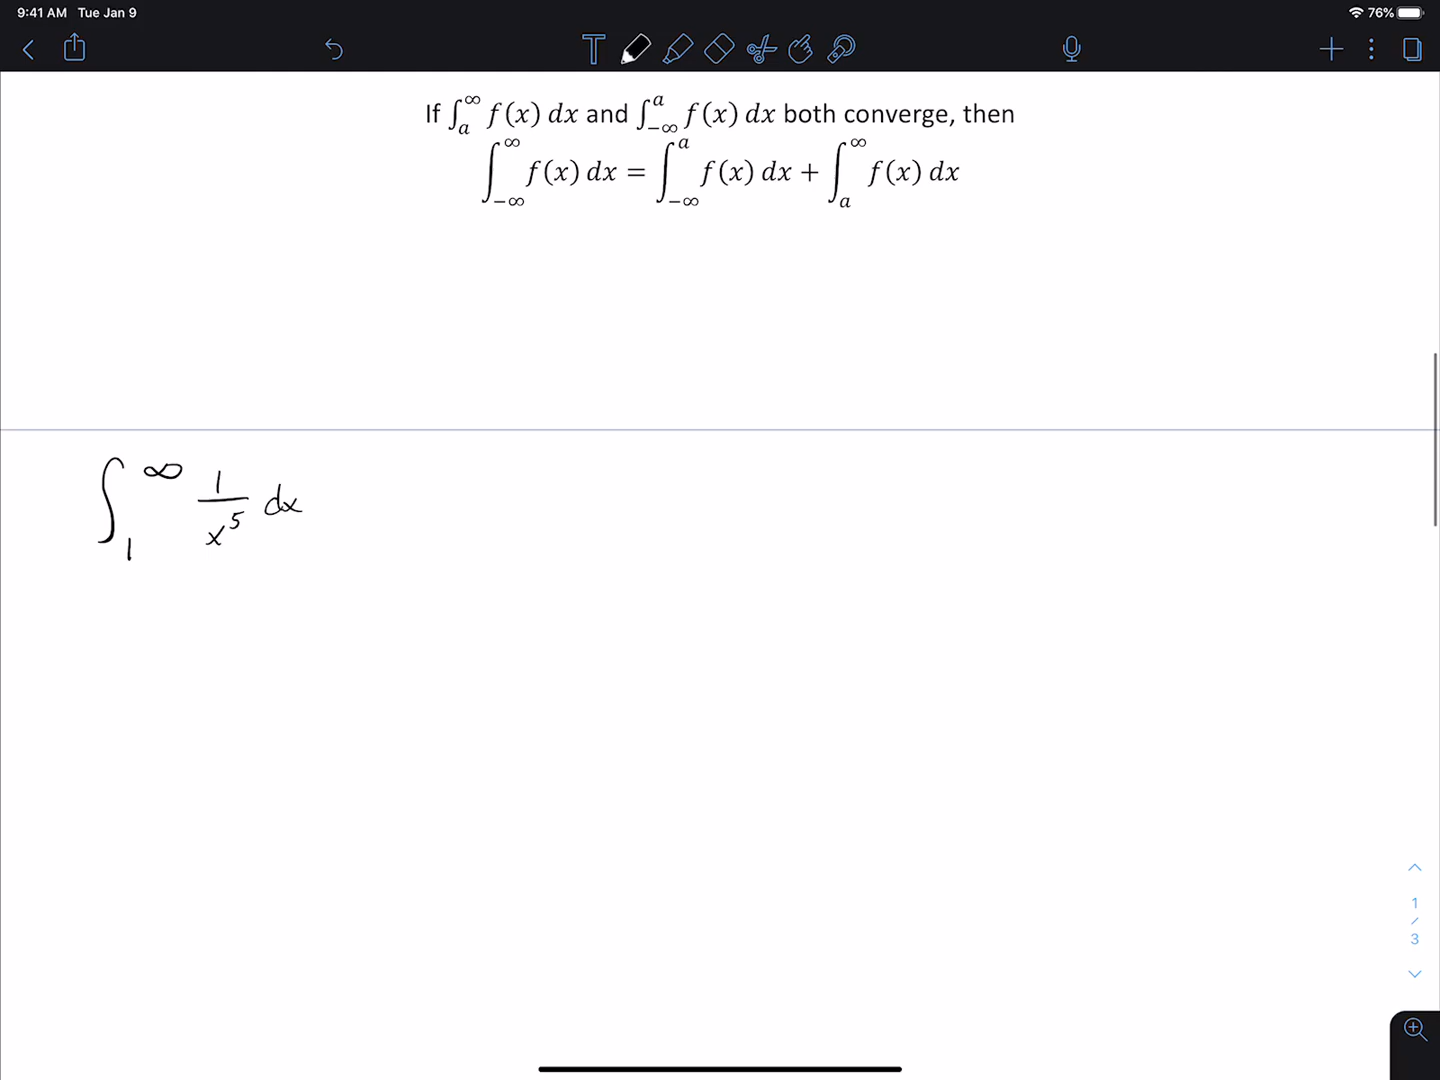 9:41 AM Tue Jan 9 76%
If ∫_a^∞ f(x) dx and ∫_{-∞}^a f(x) dx both converge, then
∫_{-∞}^∞ f(x) dx = ∫_{-∞}^a f(x) dx + ∫_a^∞ f(x) dx
∫_1^∞ 1/x^5 dx
1
/
3